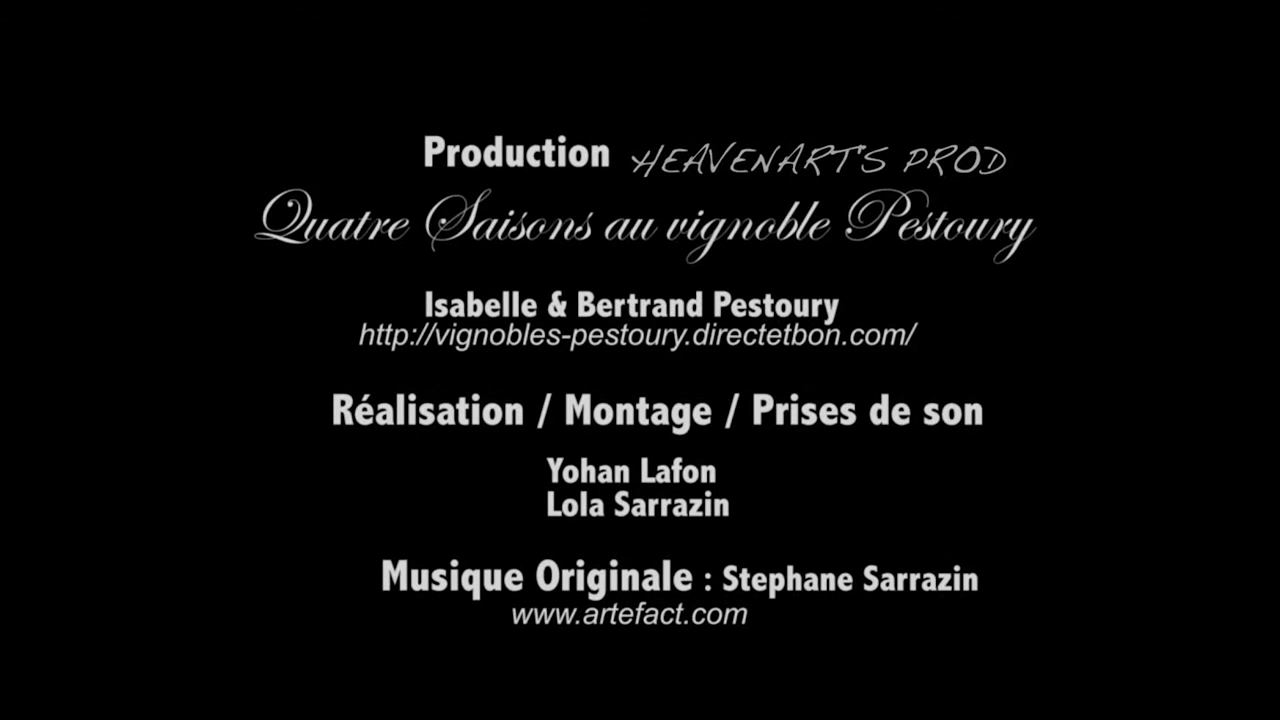 Production HEAVENART'S PROD
Quatre Saisons au vignoble Pestoury
Isabelle & Bertrand Pestoury
http://vignobles-pestoury.directetbon.com/
Réalisation / Montage / Prises de son
Yohan Lafon
Lola Sarrazin
Musique Originale : Stephane Sarrazin
www.artefact.com